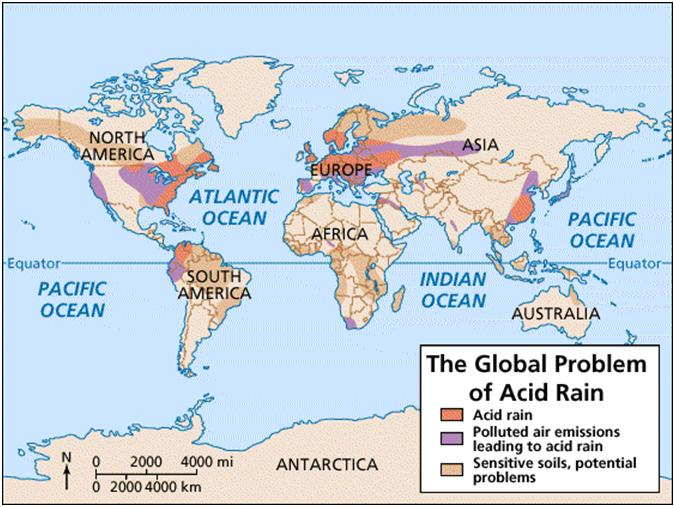 NORTH
AMERICA
ASIA
EUROPE
ATLANTIC
OCEAN
AFRICA
PACIFIC
OCEAN
Equator
Equator
SOUTH
AMERICA
PACIFIC
OCEAN
INDIAN
OCEAN
AUSTRALIA
The Global Problem
of Acid Rain
Acid rain
Polluted air emissions
leading to acid rain
Sensitive soils, potential
problems
N
0 2000 4000 mi
0 2000 4000 km
ANTARCTICA